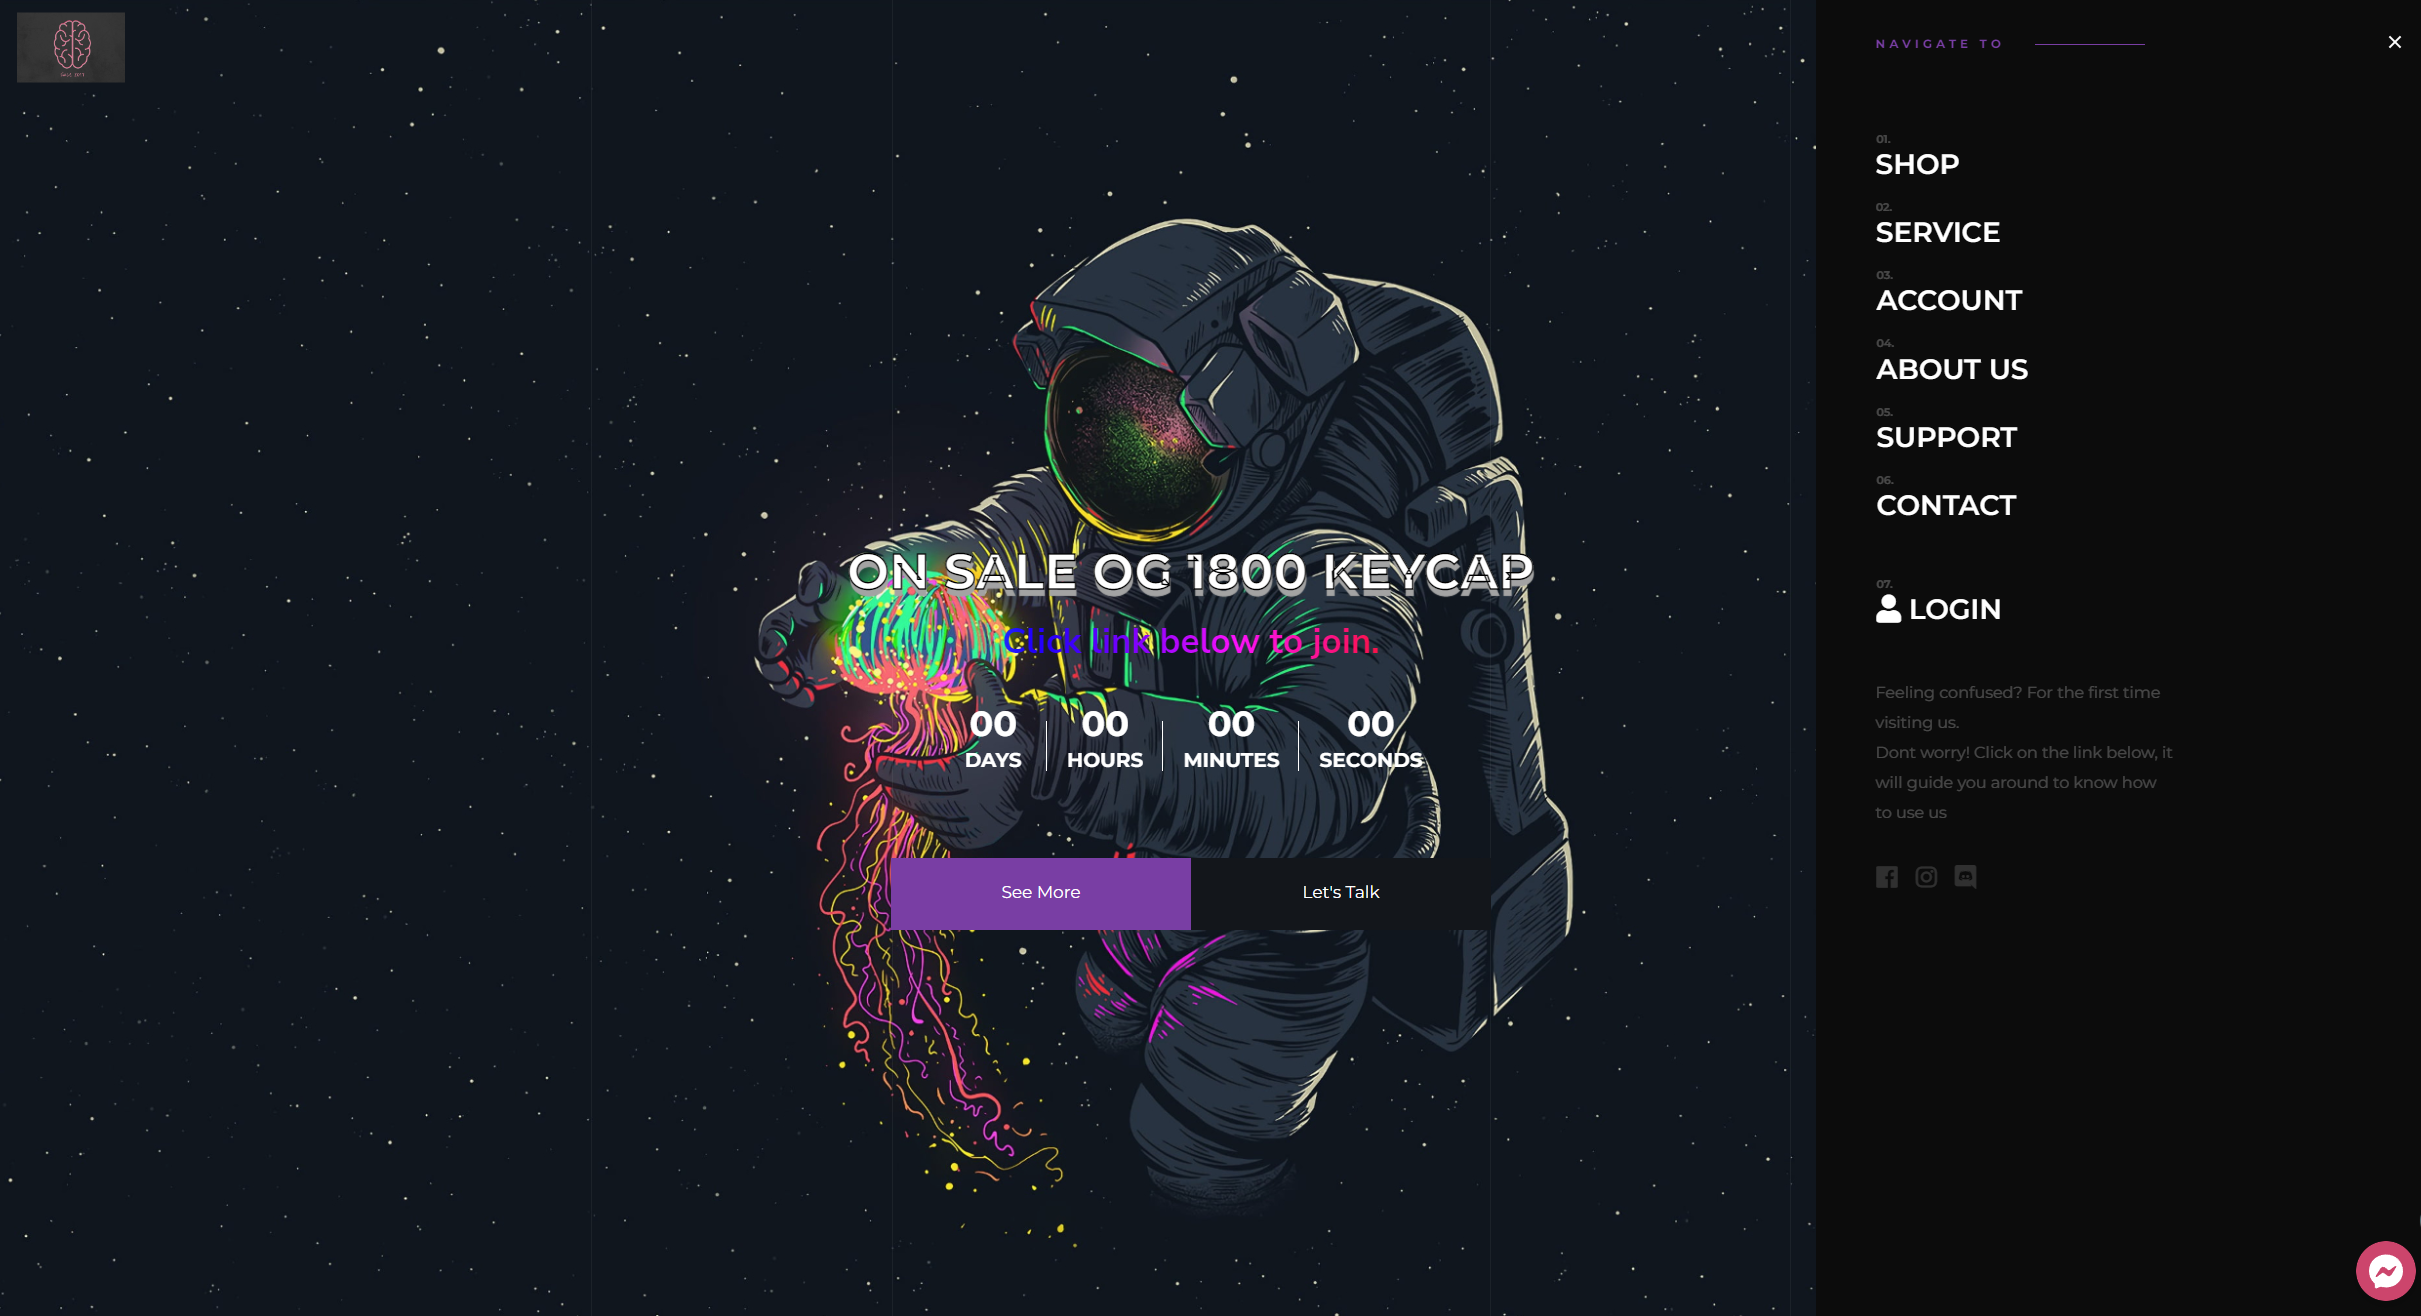 ON SALE OG 1800 KEYCAP
Click link below to join.
00 00 00 00
DAYS HOURS MINUTES SECONDS
See More Let's Talk
NAVIGATE TO
01.
SHOP
02.
SERVICE
03.
ACCOUNT
04.
ABOUT US
05.
SUPPORT
06.
CONTACT
07.
LOGIN
Feeling confused? For the first time
visiting us.
Dont worry! Click on the link below, it
will guide you around to know how
to use us